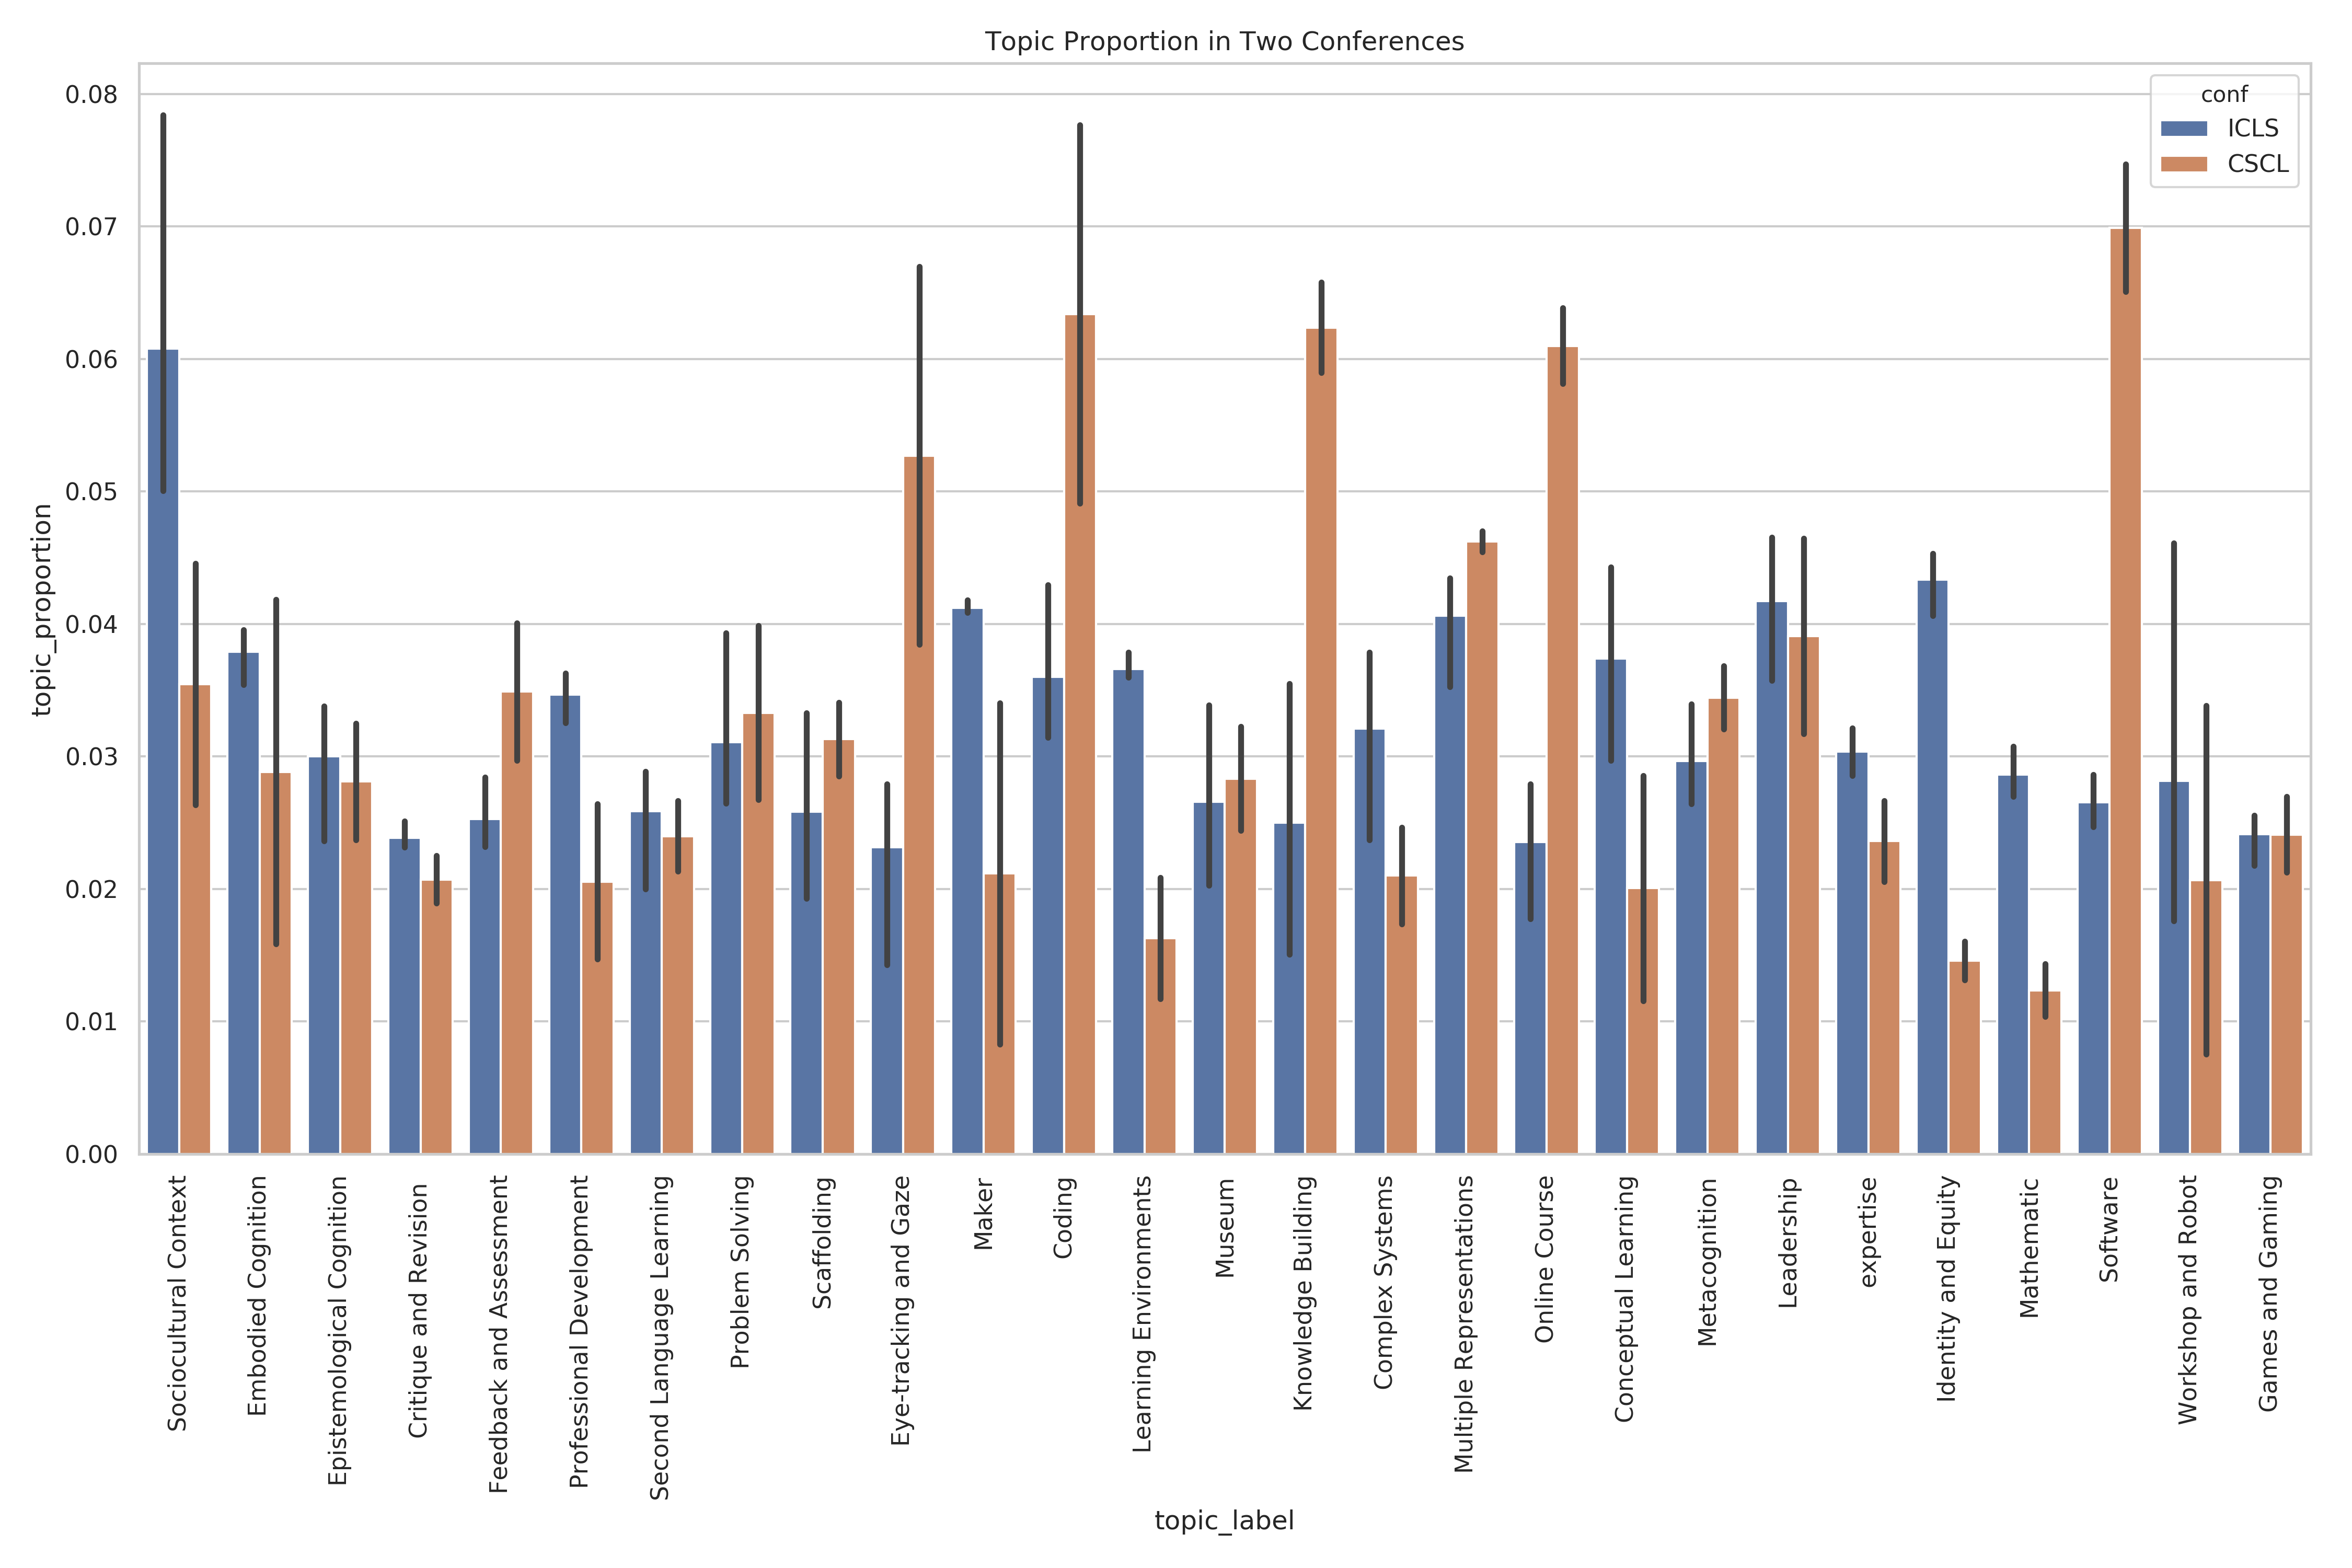 Topic Proportion in Two Conferences
conf
ICLS
CSCL
topic_proportion
0.08
0.07
0.06
0.05
0.04
0.03
0.02
0.01
0.00
Sociocultural Context
Embodied Cognition
Epistemological Cognition
Critique and Revision
Feedback and Assessment
Professional Development
Second Language Learning
Problem Solving
Scaffolding
Eye-tracking and Gaze
Maker
Coding
Learning Environments
Museum
Knowledge Building
Complex Systems
Multiple Representations
Online Course
Conceptual Learning
Metacognition
Leadership
expertise
Identity and Equity
Mathematic
Software
Workshop and Robot
Games and Gaming
topic_label